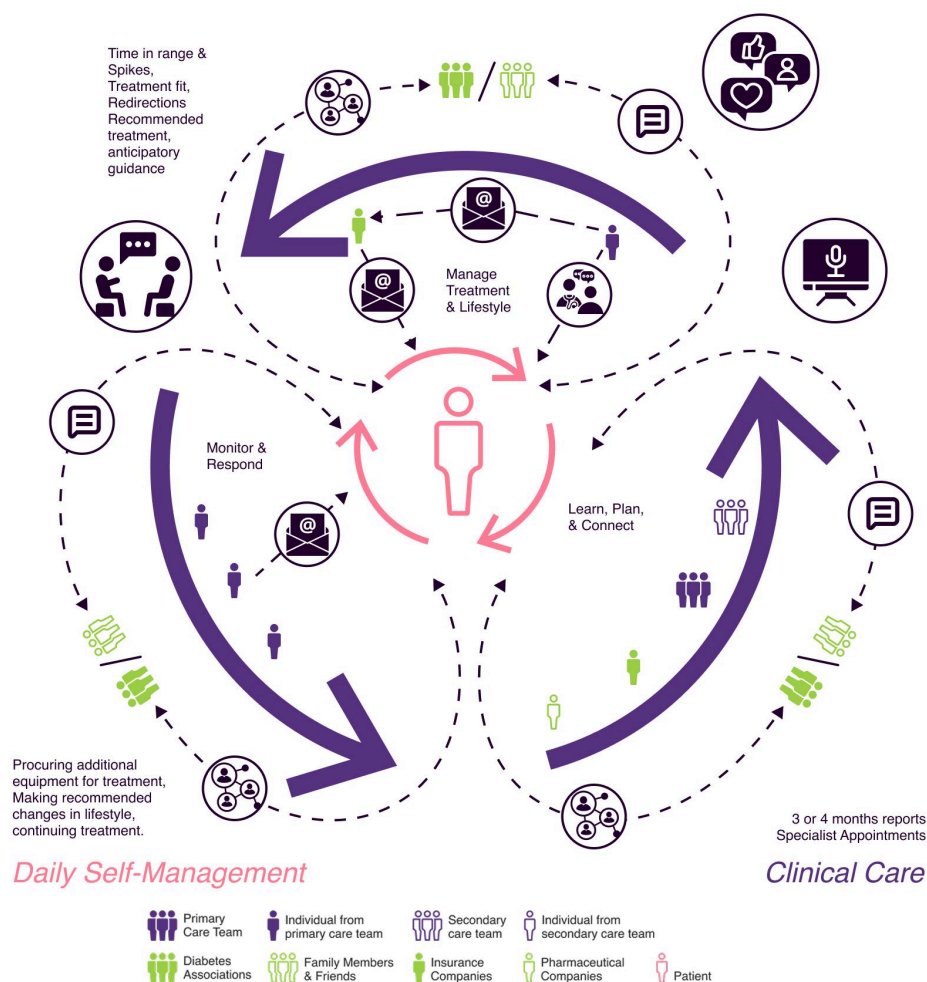 Time in range &
Spikes,
Treatment fit,
Redirections
Recommended
treatment,
anticipatory
guidance
@
@
Manage
Treatment
& Lifestyle
Monitor &
Respond
@
Learn, Plan,
& Connect
Procuring additional
equipment for treatment,
Making recommended
changes in lifestyle,
continuing treatment.
3 or 4 months reports
Specialist Appointments
Daily Self-Management
Clinical Care
Primary
Care Team
Individual from
primary care team
Secondary
care team
Individual from
secondary care team
Diabetes
Associations
Family Members
& Friends
Insurance
Companies
Pharmaceutical
Companies
Patient